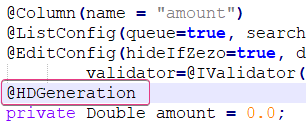 @Column(name = "amount")
@ListConfig(queue=true, search
@EditConfig(hideIfZezo=true, d
validator=@IValidator(
@HDGeneration
private Double amount = 0.0;